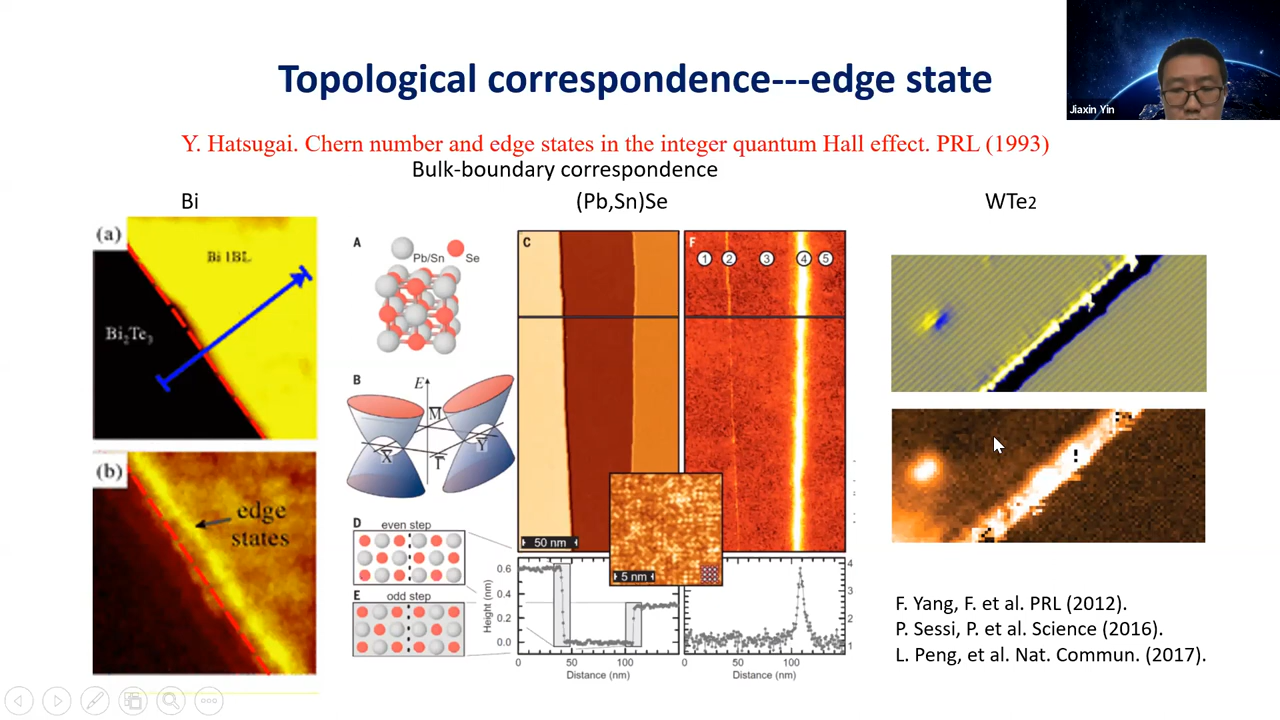 Topological correspondence---edge state
Jiaxin Yin
Y. Hatsugai. Chern number and edge states in the integer quantum Hall effect. PRL (1993)
Bulk-boundary correspondence
Bi
(Pb,Sn)Se
WTe2
(a)
Bi 1BL
Bi2Te3
(b)
edge
states
A
Pb/Sn
Se
B
E
M
X
Γ
Y
D
even step
E
odd step
C
50 nm
5 nm
F
1 2 3 4 5
Height (nm)
0.6
0.4
0.2
0.0
0 50 100
Distance (nm)
4
3
2
1
0 50 100
Distance (nm)
F. Yang, F. et al. PRL (2012).
P. Sessi, P. et al. Science (2016).
L. Peng, et al. Nat. Commun. (2017).